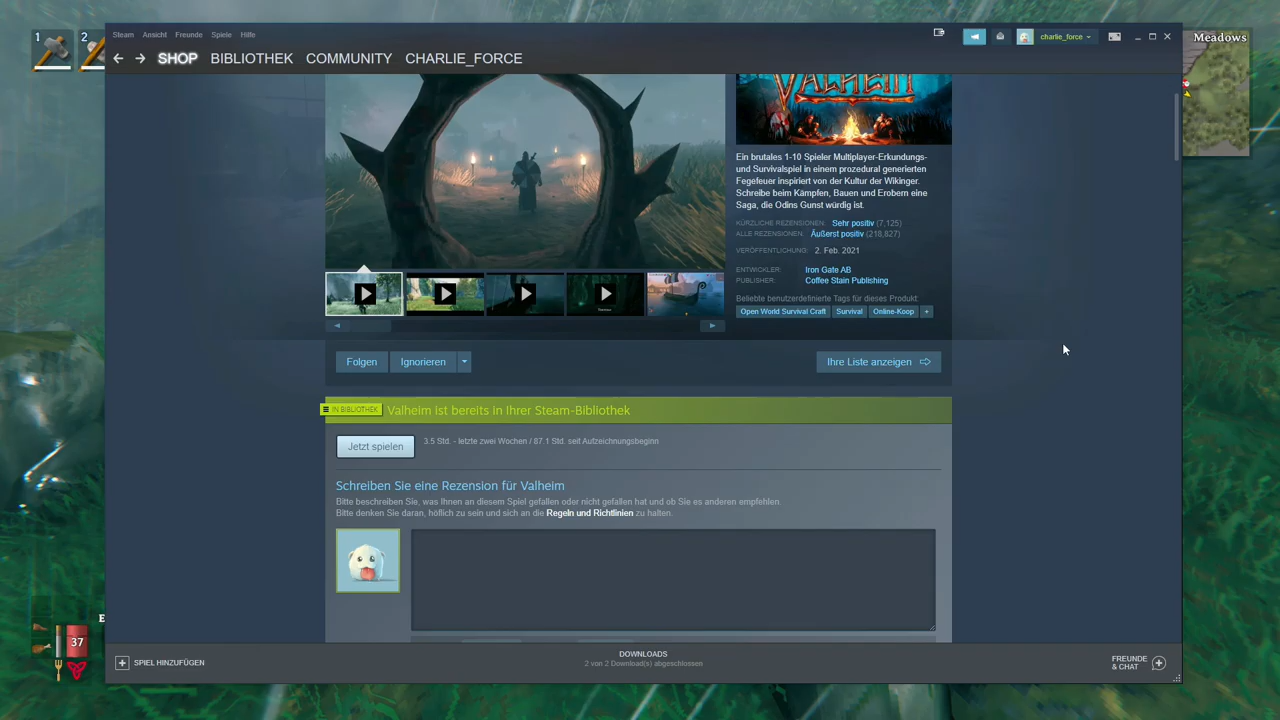 1
2
Meadows
Steam Ansicht Freunde Spiele Hilfe
charlie_force
SHOP BIBLIOTHEK COMMUNITY CHARLIE_FORCE
VALHEIM
Ein brutales 1-10 Spieler Multiplayer-Erkundungs-
und Survivalspiel in einem prozedural generierten
Fegefeuer inspiriert von der Kultur der Wikinger.
Schreibe beim Kämpfen, Bauen und Erobern eine
Saga, die Odins Gunst würdig ist.
KÜRZLICHE REZENSIONEN: Sehr positiv (7,125)
ALLE REZENSIONEN: Äußerst positiv (218,827)
VERÖFFENTLICHUNG: 2. Feb. 2021
ENTWICKLER: Iron Gate AB
PUBLISHER: Coffee Stain Publishing
Beliebte benutzerdefinierte Tags für dieses Produkt
Open World Survival Craft Survival Online-Koop +
Folgen Ignorieren Ihre Liste anzeigen
IN BIBLIOTHEK Valheim ist bereits in Ihrer Steam-Bibliothek
Jetzt spielen 3.5 Std. - letzte zwei Wochen / 87.1 Std. seit Aufzeichnungsbeginn
Schreiben Sie eine Rezension für Valheim
Bitte beschreiben Sie, was Ihnen an diesem Spiel gefallen oder nicht gefallen hat und ob Sie es anderen empfehlen.
Bitte denken Sie daran, höflich zu sein und sich an die Regeln und Richtlinien zu halten.
E
37
SPIEL HINZUFÜGEN
DOWNLOADS
2 von 2 Download(s) abgeschlossen
FREUNDE
& CHAT